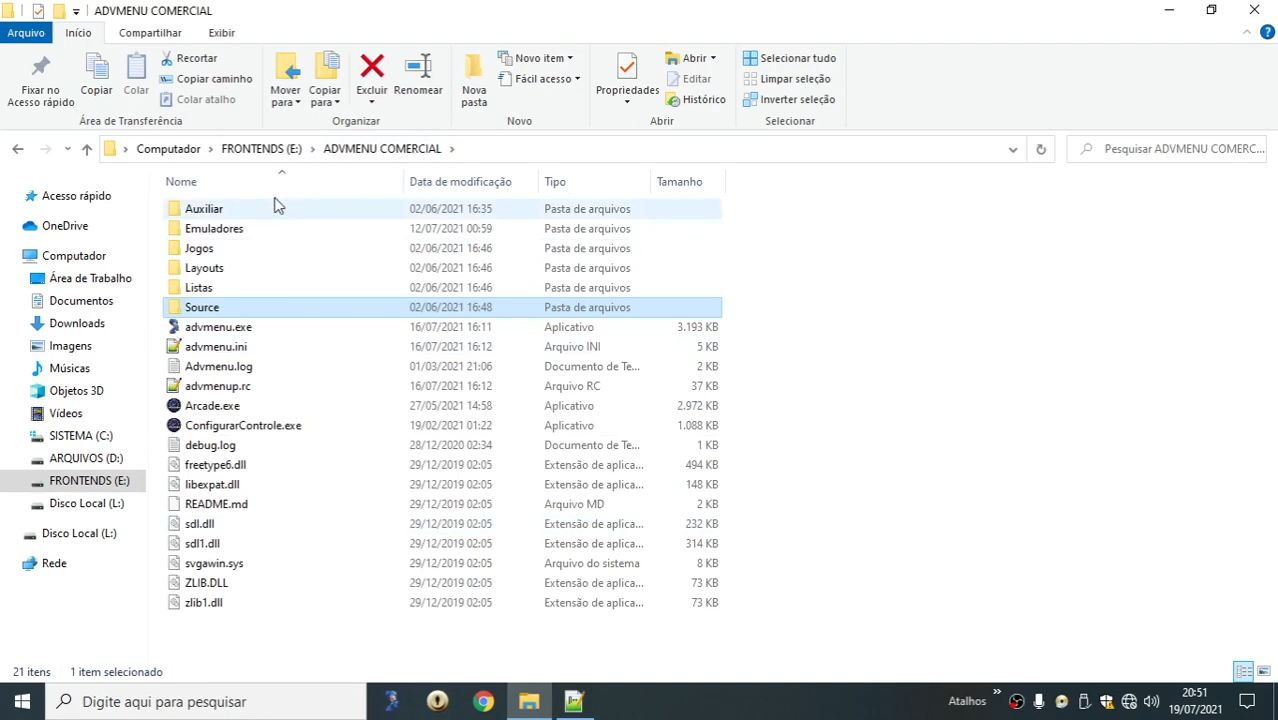 ADVMENU COMERCIAL
Arquivo Início Compartilhar Exibir
Fixar no Acesso rápido
Copiar
Colar
Recortar
Copiar caminho
Colar atalho
Área de Transferência
Mover para
Copiar para
Excluir
Renomear
Organizar
Nova pasta
Novo item
Fácil acesso
Novo
Propriedades
Abrir
Editar
Histórico
Abrir
Selecionar tudo
Limpar seleção
Inverter seleção
Selecionar
Computador > FRONTENDS (E:) > ADVMENU COMERCIAL >
Pesquisar ADVMENU COMERC...
Acesso rápido
OneDrive
Computador
Área de Trabalho
Documentos
Downloads
Imagens
Músicas
Objetos 3D
Vídeos
SISTEMA (C:)
ARQUIVOS (D:)
FRONTENDS (E:)
Disco Local (L:)
Disco Local (L:)
Rede
Nome Data de modificação Tipo Tamanho
Auxiliar 02/06/2021 16:35 Pasta de arquivos
Emuladores 12/07/2021 00:59 Pasta de arquivos
Jogos 02/06/2021 16:46 Pasta de arquivos
Layouts 02/06/2021 16:46 Pasta de arquivos
Listas 02/06/2021 16:46 Pasta de arquivos
Source 02/06/2021 16:48 Pasta de arquivos
advmenu.exe 16/07/2021 16:11 Aplicativo 3.193 KB
advmenu.ini 16/07/2021 16:12 Arquivo INI 5 KB
Advmenu.log 01/03/2021 21:06 Documento de Te... 2 KB
advmenup.rc 16/07/2021 16:12 Arquivo RC 37 KB
Arcade.exe 27/05/2021 14:58 Aplicativo 2.972 KB
ConfigurarControle.exe 19/02/2021 01:22 Aplicativo 1.088 KB
debug.log 28/12/2020 02:34 Documento de Te... 1 KB
freetype6.dll 29/12/2019 02:05 Extensão de aplica... 494 KB
libexpat.dll 29/12/2019 02:05 Extensão de aplica... 148 KB
README.md 29/12/2019 02:05 Arquivo MD 2 KB
sdl.dll 29/12/2019 02:05 Extensão de aplica... 232 KB
sdl1.dll 29/12/2019 02:05 Extensão de aplica... 314 KB
svgawin.sys 29/12/2019 02:05 Arquivo do sistema 8 KB
ZLIB.DLL 29/12/2019 02:05 Extensão de aplica... 73 KB
zlib1.dll 29/12/2019 02:05 Extensão de aplica... 73 KB
21 itens 1 item selecionado
Digite aqui para pesquisar
Atalhos
20:51
19/07/2021